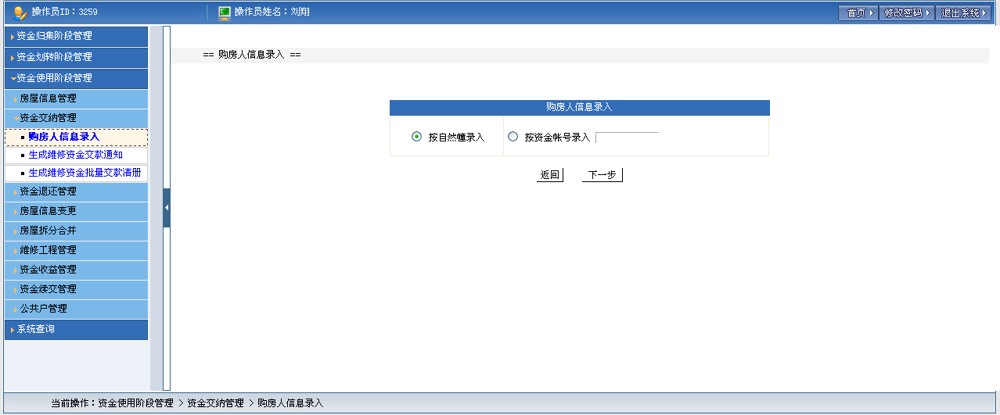 操作员ID：3259
操作员姓名：刘翔
首页
修改密码
退出系统
资金归集阶段管理
资金划转阶段管理
资金使用阶段管理
房屋信息管理
资金交纳管理
购房人信息录入
生成维修资金交款通知
生成维修资金批量交款清册
资金退还管理
房屋信息变更
房屋拆分合并
维修工程管理
资金收益管理
资金续交管理
公共户管理
系统查询
== 购房人信息录入 ==
购房人信息录入
按自然幢录入
按资金帐号录入
返回
下一步
当前操作：资金使用阶段管理 > 资金交纳管理 > 购房人信息录入